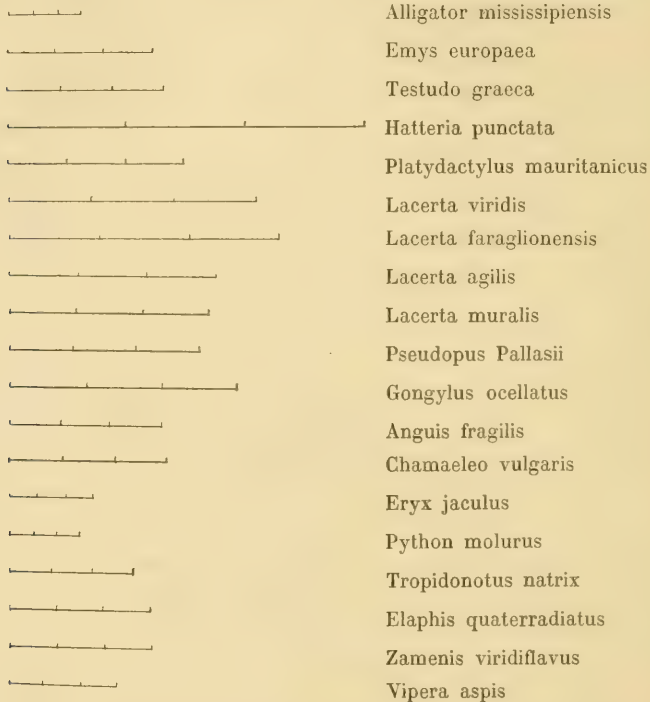 Alligator mississipiensis
Emys europaea
Testudo graeca
Hatteria punctata
Platydactylus mauritanicus
Lacerta viridis
Lacerta faraglionensis
Lacerta agilis
Lacerta muralis
Pseudopus Pallasii
Gongylus ocellatus
Anguis fragilis
Chamaeleo vulgaris
Eryx jaculus
Python molurus
Tropidonotus natrix
Elaphis quaterradiatus
Zamenis viridiflavus
Vipera aspis